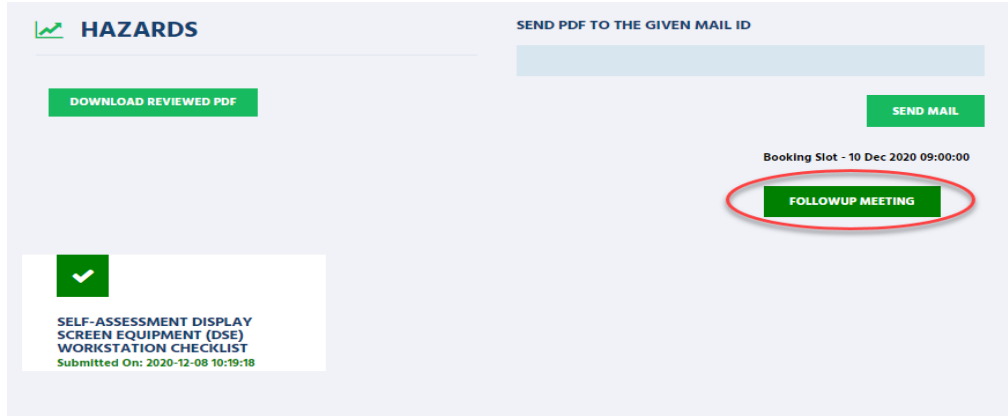 HAZARDS
DOWNLOAD REVIEWED PDF
SEND PDF TO THE GIVEN MAIL ID
SEND MAIL
Booking Slot - 10 Dec 2020 09:00:00
FOLLOWUP MEETING
SELF-ASSESSMENT DISPLAY
SCREEN EQUIPMENT (DSE)
WORKSTATION CHECKLIST
Submitted On: 2020-12-08 10:19:18